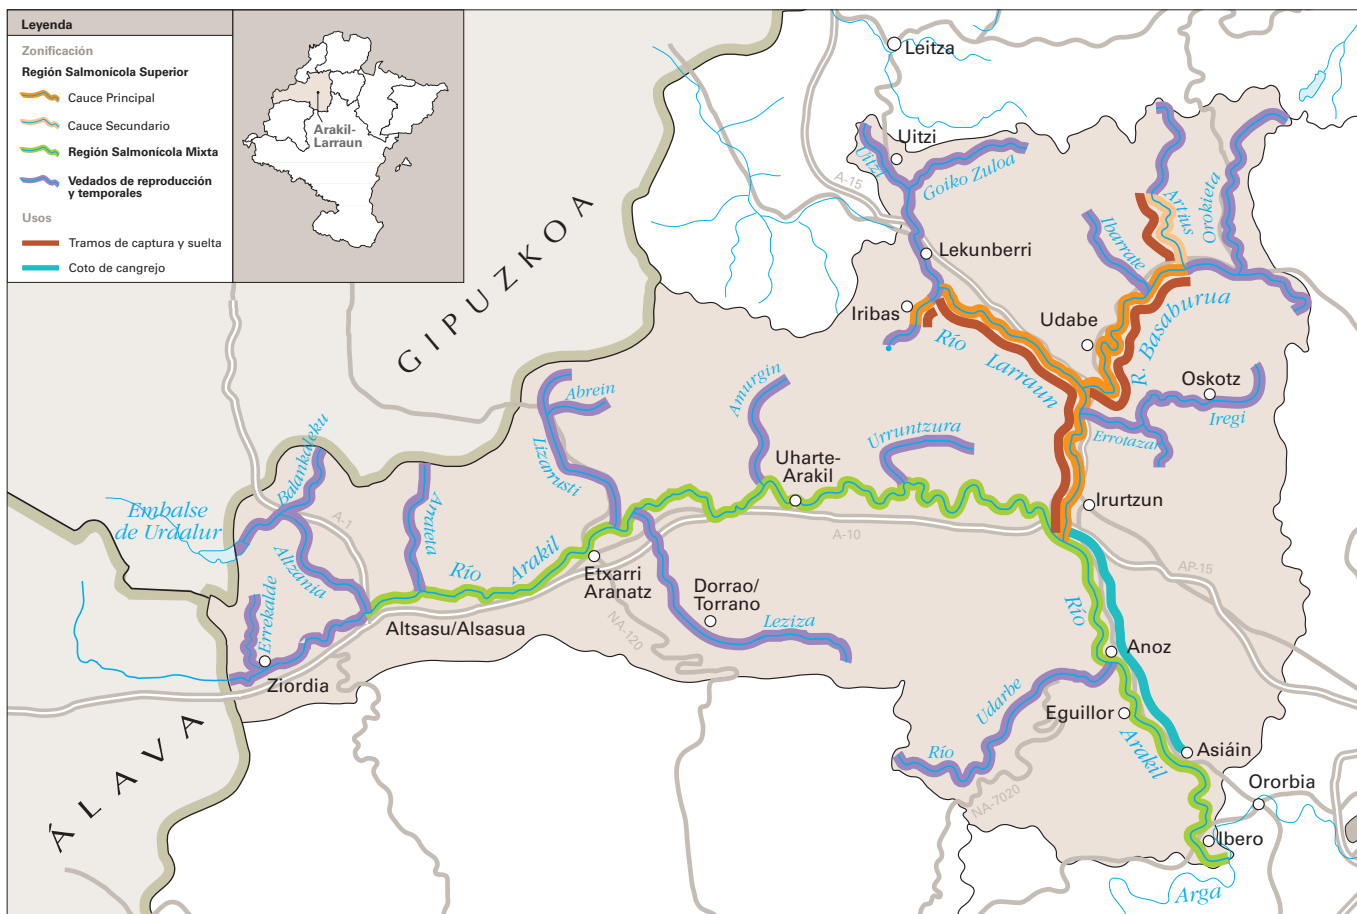 Leyenda
Zonificación
Región Salmonícola Superior
Cauce Principal
Cauce Secundario
Región Salmonícola Mixta
Vedados de reproducción
y temporales
Usos
Tramos de captura y suelta
Coto de cangrejo
Arakil-
Larraun
Leitza
Uitzi
Uitzi
Goiko Zuloa
A-15
Artius
Orokieta
Ibarrate
Lekunberri
GIPUZKOA
Iribas
Udabe
Río
Larraun
R. Basaburua
Oskotz
Iregi
Errotazar
Abrein
Amurgin
Lizarrusti
Urruntzura
Uharte-
Arakil
Balankaleku
Embalse
de Urdalur
A-1
Arrateta
Altzania
Irurtzun
A-10
AP-15
Río
Arakil
Etxarri
Aranatz
Dorrao/
Torrano
Leziza
NA-120
Errekalde
Altsasu/Alsasua
Ziordia
Río
Anoz
Udarbe
Río
Eguillor
Arakil
Asiáin
NA-7020
Ororbia
Ibero
Arga
ÁLAVA